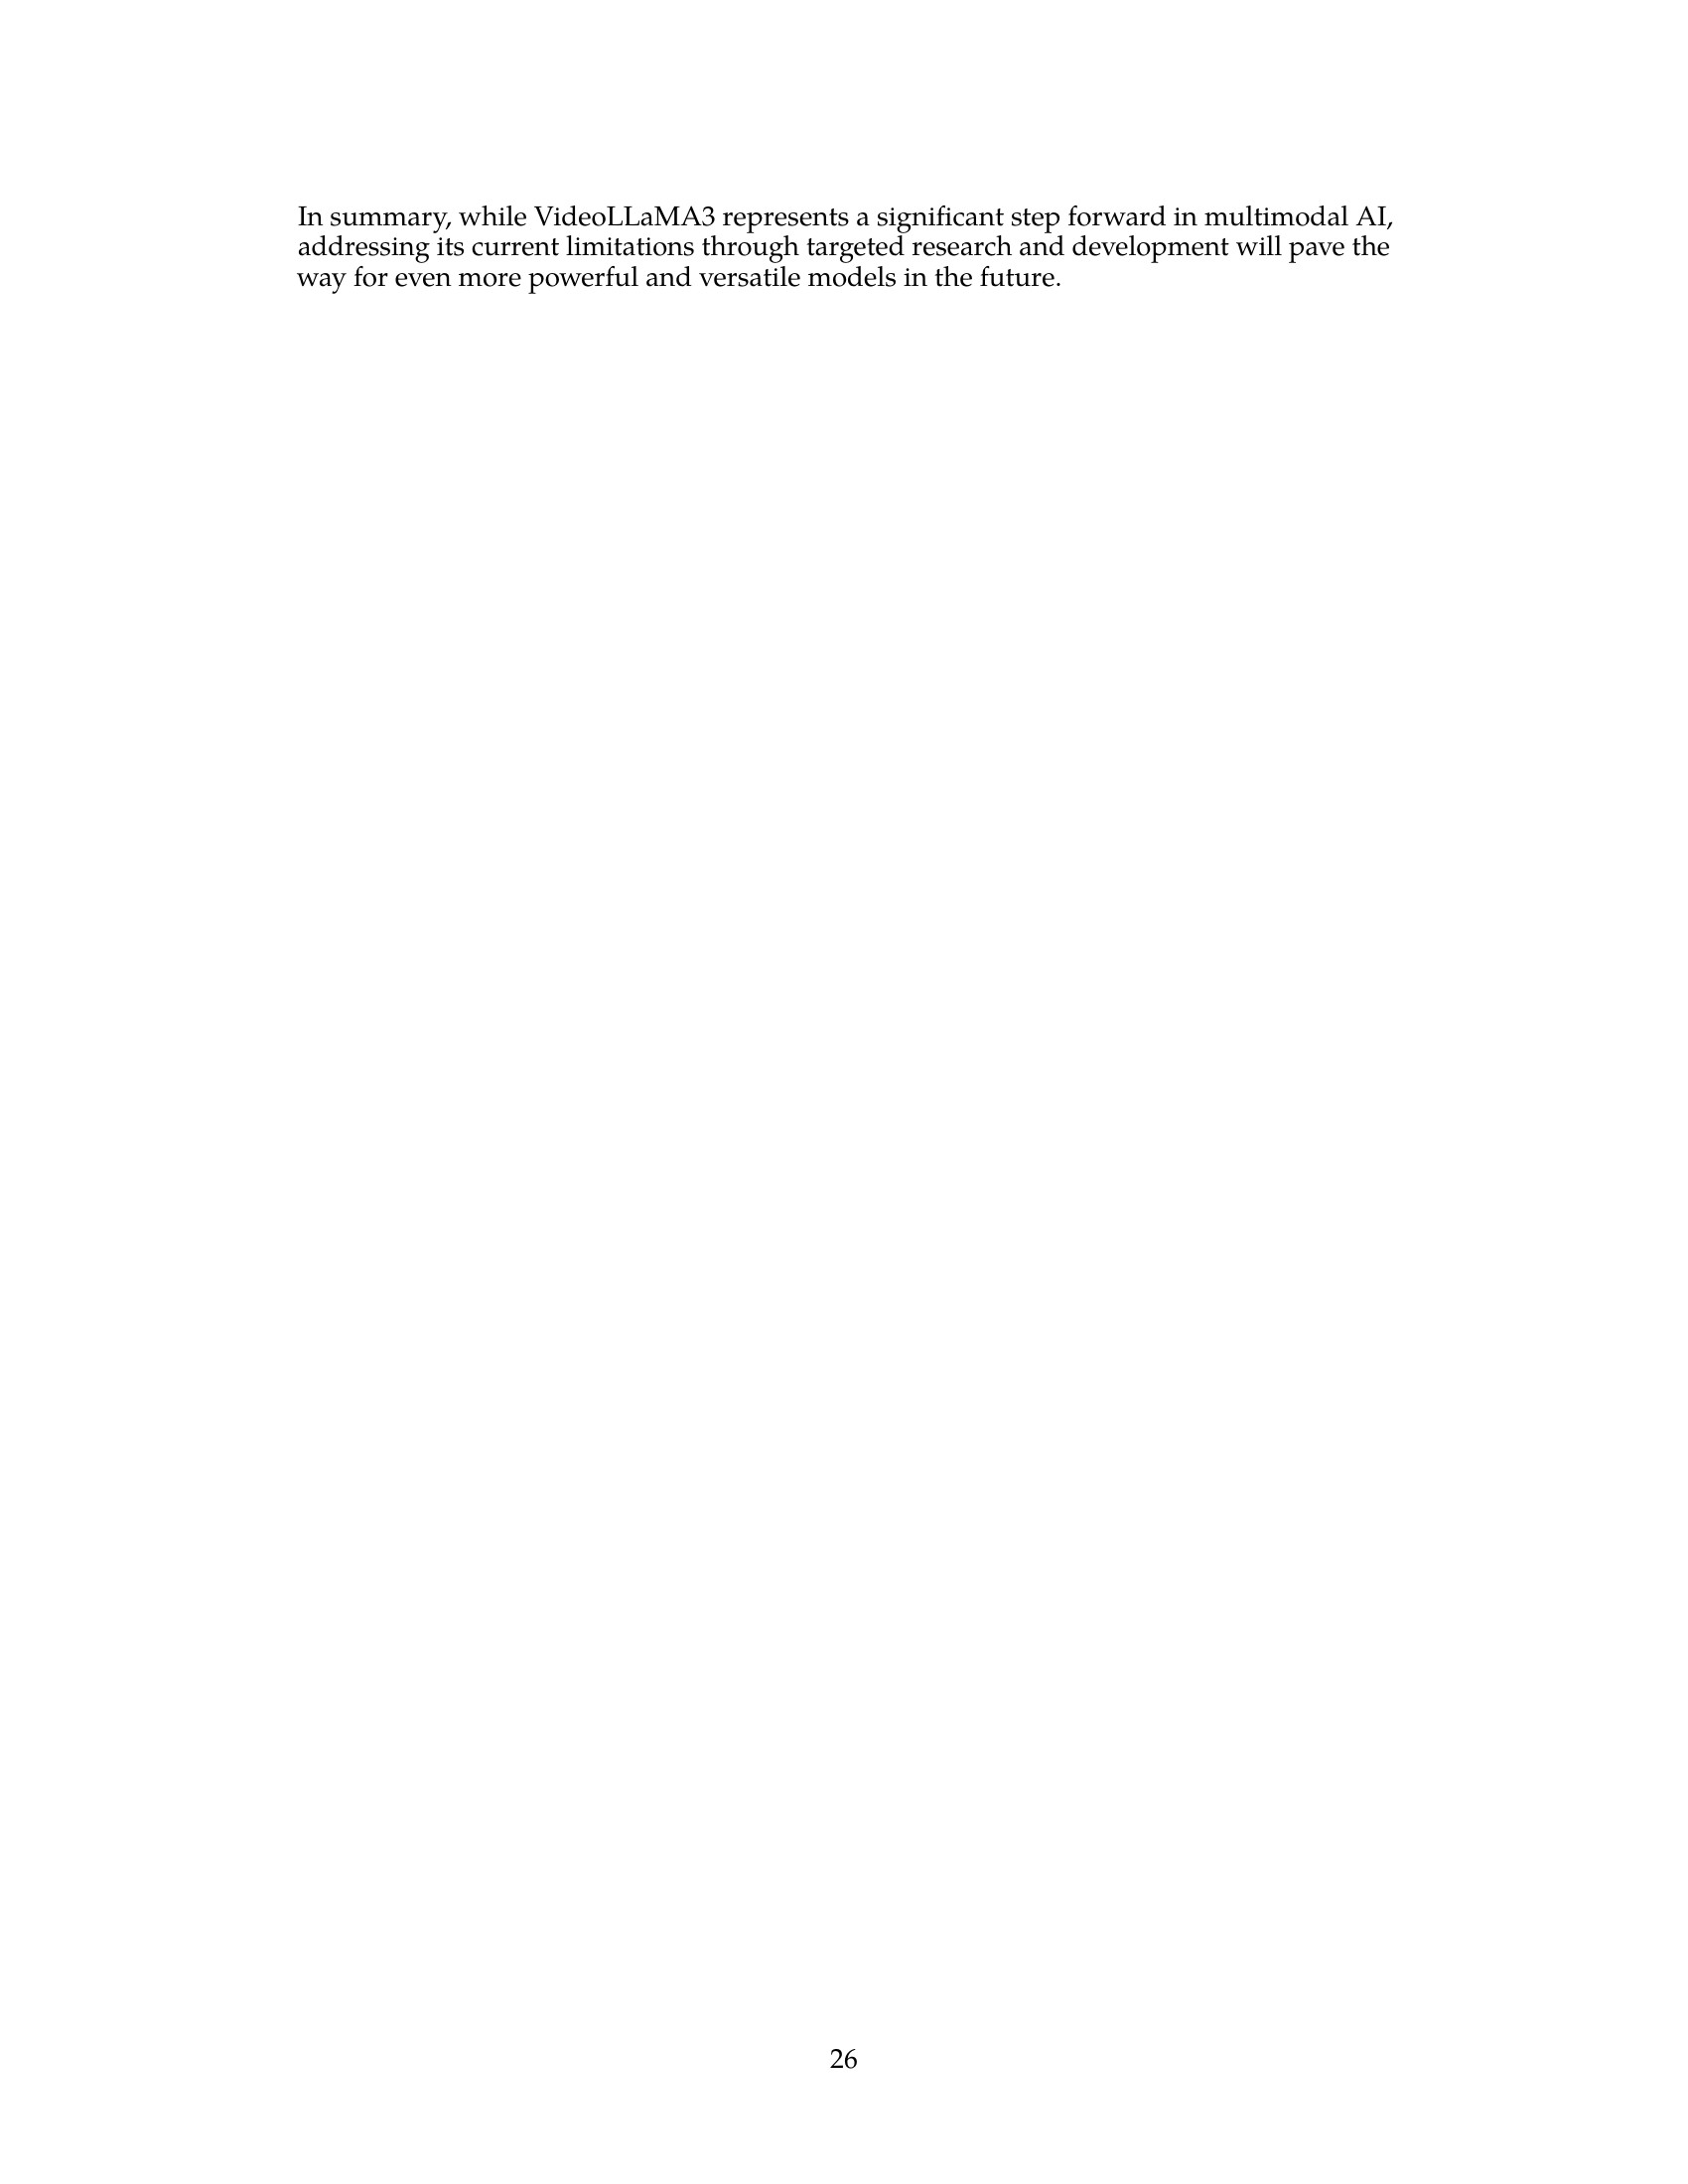 In summary, while VideoLLaMA3 represents a significant step forward in multimodal AI,
addressing its current limitations through targeted research and development will pave the
way for even more powerful and versatile models in the future.
26